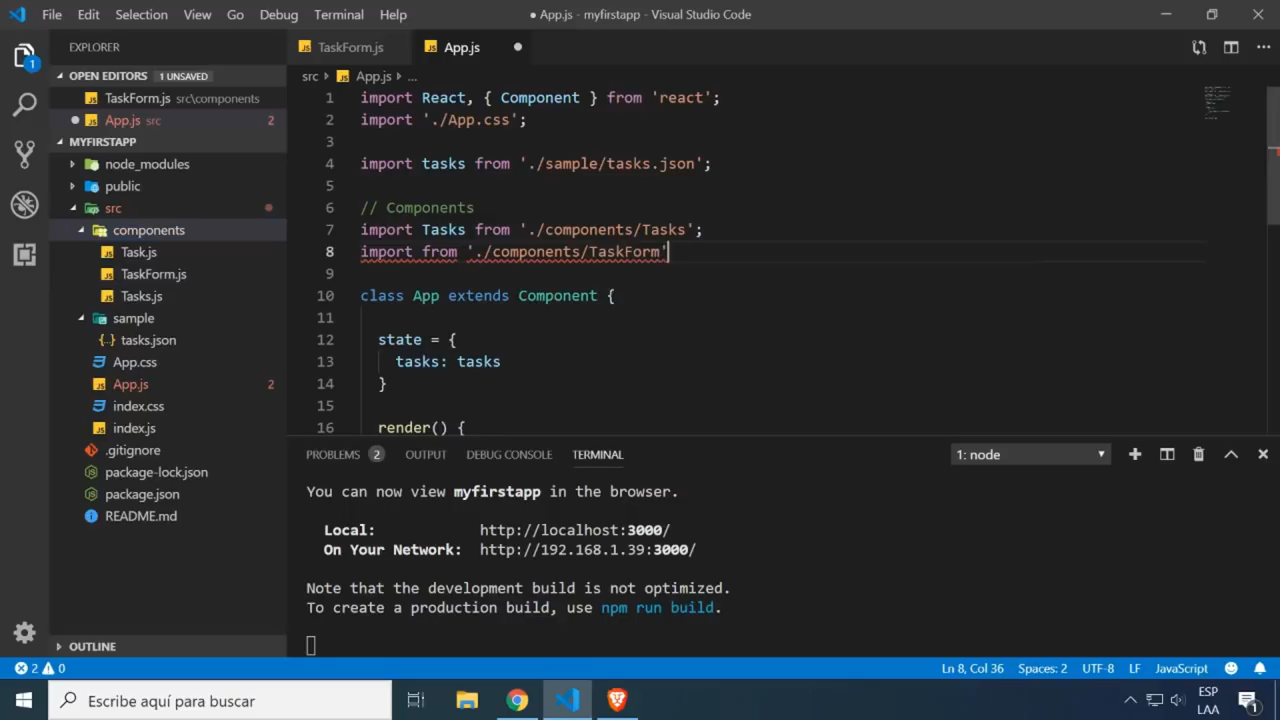 File Edit Selection View Go Debug Terminal Help
● App.js - myfirstapp - Visual Studio Code
EXPLORER
OPEN EDITORS 1 UNSAVED
TaskForm.js src\components
App.js src 2
MYFIRSTAPP
node_modules
public
src
components
Task.js
TaskForm.js
Tasks.js
sample
tasks.json
App.css
App.js 2
index.css
index.js
.gitignore
package-lock.json
package.json
README.md
OUTLINE
1
TaskForm.js App.js
src App.js ...
1 import React, { Component } from 'react';
2 import './App.css';
3
4 import tasks from './sample/tasks.json';
5
6 // Components
7 import Tasks from './components/Tasks';
8 import from './components/TaskForm'
9
10 class App extends Component {
11
12 state = {
13 tasks: tasks
14 }
15
16 render() {
PROBLEMS 2 OUTPUT DEBUG CONSOLE TERMINAL 1: node
You can now view myfirstapp in the browser.
Local: http://localhost:3000/
On Your Network: http://192.168.1.39:3000/
Note that the development build is not optimized.
To create a production build, use npm run build.
2 0 Ln 8, Col 36 Spaces: 2 UTF-8 LF JavaScript
Escribe aquí para buscar
ESP
LAA
1